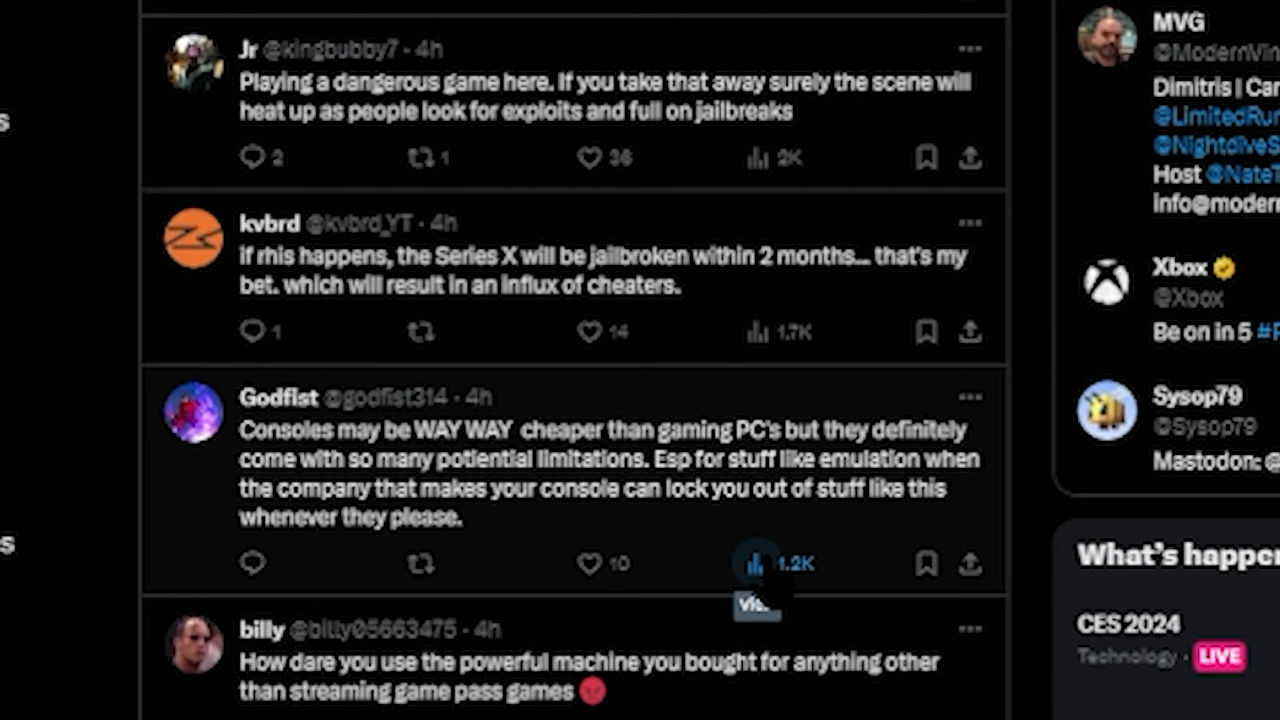 s
Jr @kingbubby7 · 4h
Playing a dangerous game here. If you take that away surely the scene will
heat up as people look for exploits and full on jailbreaks
2 1 36 2K
kvbrd @kvbrd_YT · 4h
if rhis happens, the Series X will be jailbroken within 2 months... that's my
bet. which will result in an influx of cheaters.
1 14 1.7K
Godfist @godfist314 · 4h
Consoles may be WAY WAY cheaper than gaming PC's but they definitely
come with so many potiential limitations. Esp for stuff like emulation when
the company that makes your console can lock you out of stuff like this
whenever they please.
10 1.2K
s
billy @billy05663475 · 4h
How dare you use the powerful machine you bought for anything other
than streaming game pass games
MVG
@ModernVin
Dimitris | Car
@LimitedRun
@NightdiveS
Host @NateT
info@modern
Xbox
@Xbox
Be on in 5 #P
Sysop79
@Sysop79
Mastodon: @
What's happen
CES 2024
Technology · LIVE